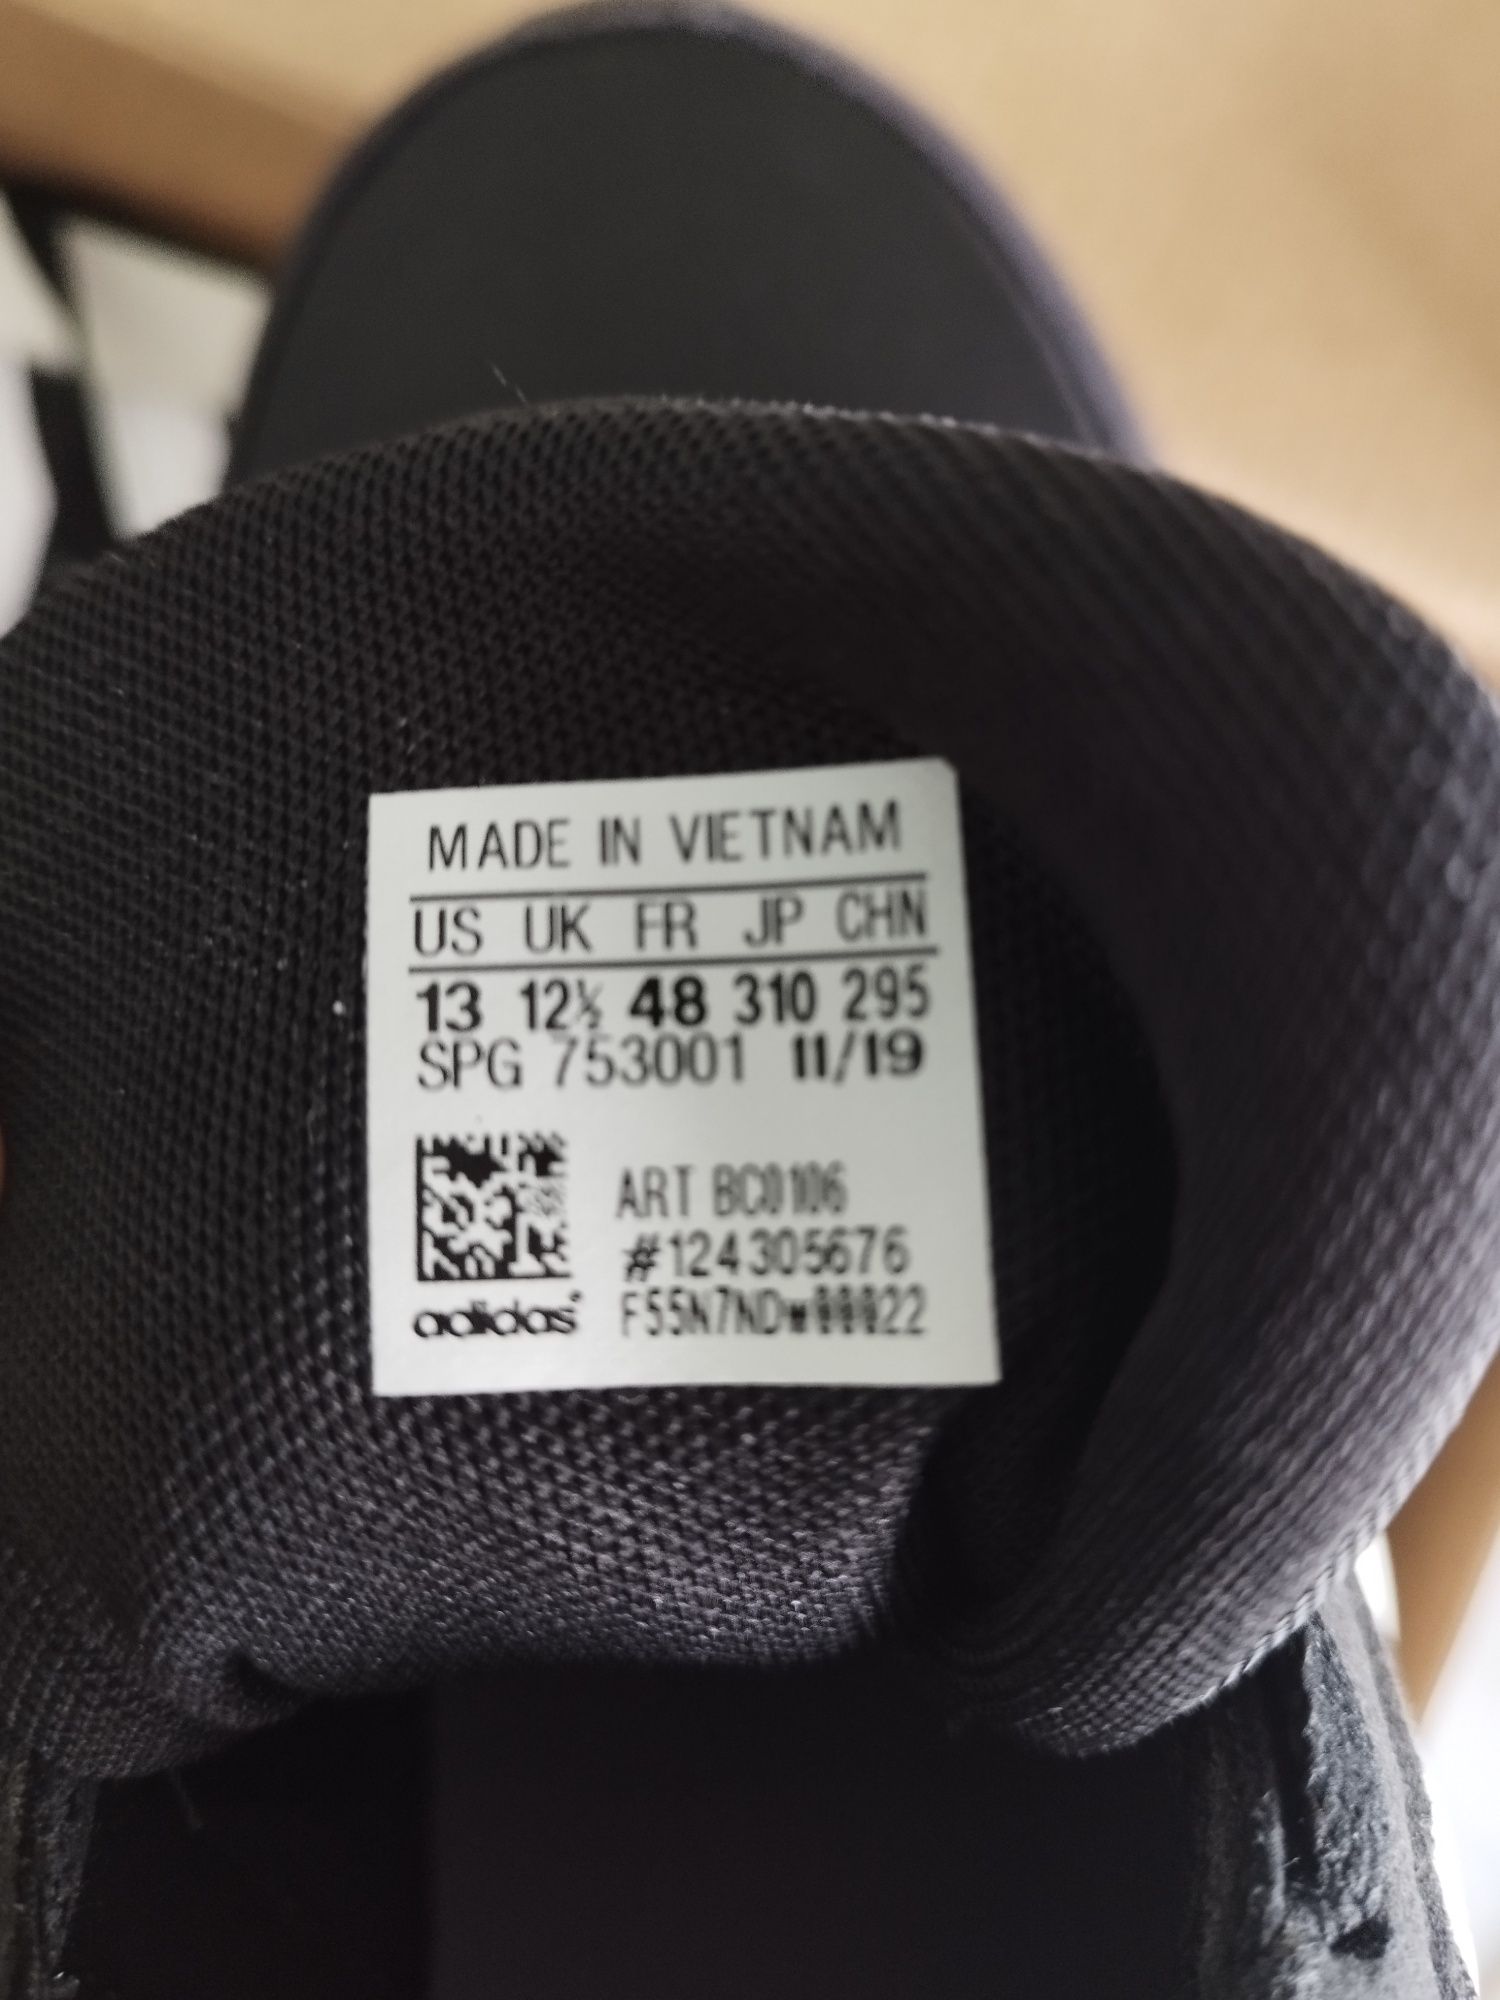 MADE IN VIETNAM
US UK FR JP CHN
13 12½ 48 310 295
SPG 753001 11/19
ART BC0106
#124305676
F55N7NDW00022
adidas